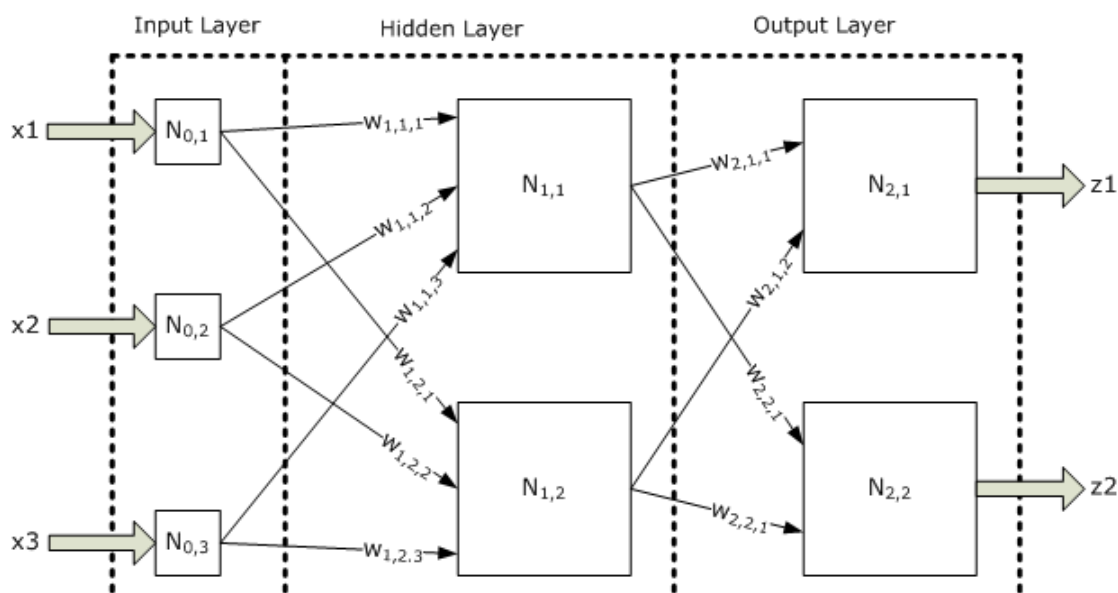 Input Layer
Hidden Layer
Output Layer
x1
N0,1
w1,1,1
N1,1
w2,1,1
N2,1
z1
w1,1,2
x2
N0,2
w1,1,3
w2,1,2
w1,2,1
w2,2,1
w1,2,2
N1,2
w2,2,1
N2,2
z2
x3
N0,3
w1,2.3